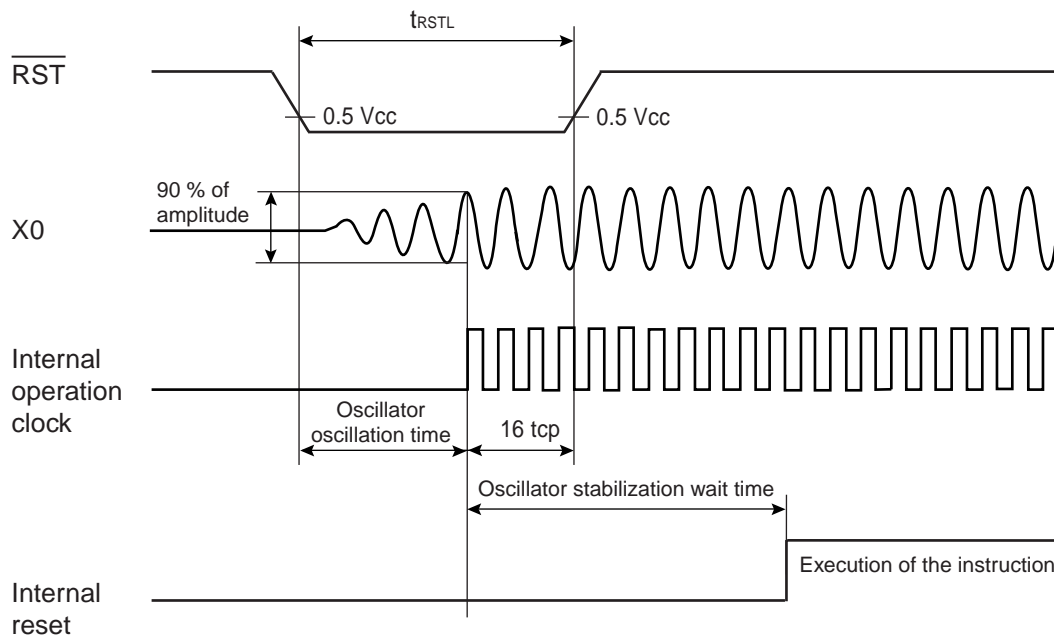 tRSTL
RST
0.5 Vcc
0.5 Vcc
90 % of
amplitude
X0
Internal
operation
clock
Oscillator
oscillation time
16 tcp
Oscillator stabilization wait time
Execution of the instruction
Internal
reset